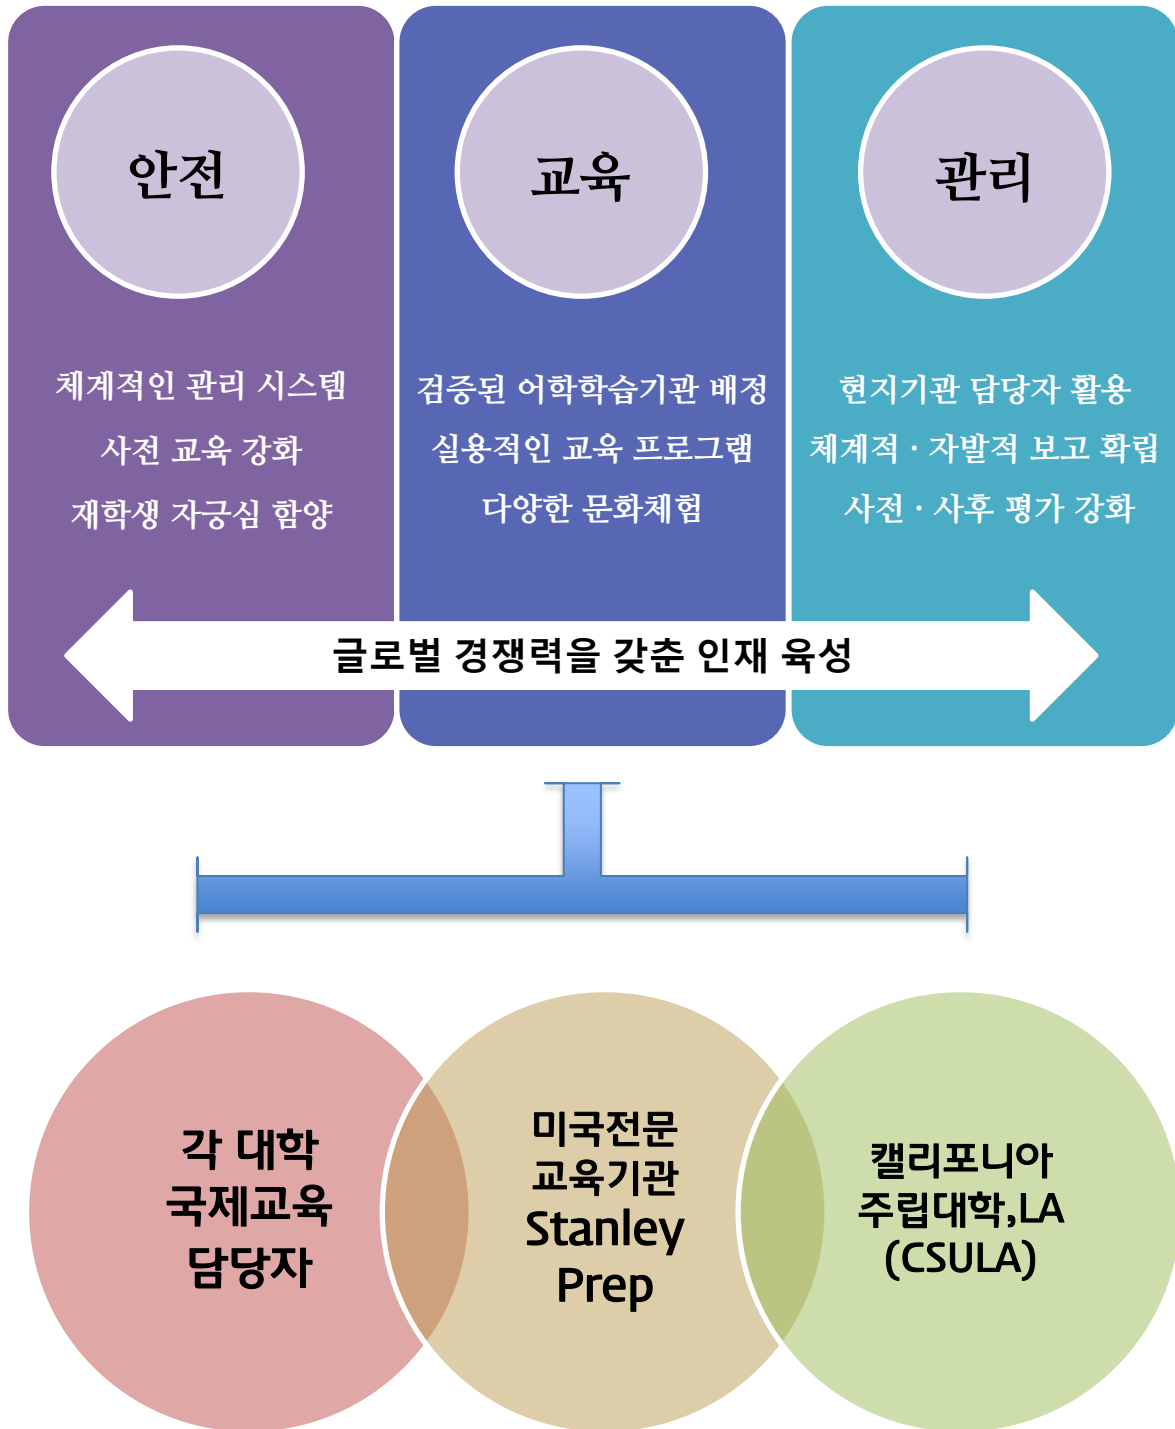 안전
체계적인 관리 시스템
사전 교육 강화
재학생 자긍심 함양
교육
검증된 어학학습기관 배정
실용적인 교육 프로그램
다양한 문화체험
관리
현지기관 담당자 활용
체계적 · 자발적 보고 확립
사전 · 사후 평가 강화
글로벌 경쟁력을 갖춘 인재 육성
각 대학
국제교육
담당자
미국전문
교육기관
Stanley
Prep
캘리포니아
주립대학,LA
(CSULA)